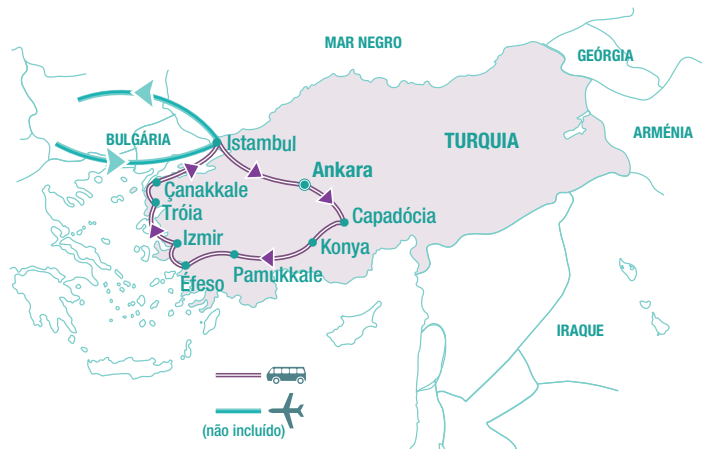 MAR NEGRO
GEÓRGIA
BULGÁRIA
Istambul
TURQUIA
ARMÉNIA
Ankara
Çanakkale
Tróia
Capadócia
Izmir
Konya
Pamukkale
Éfeso
IRAQUE
(não incluído)